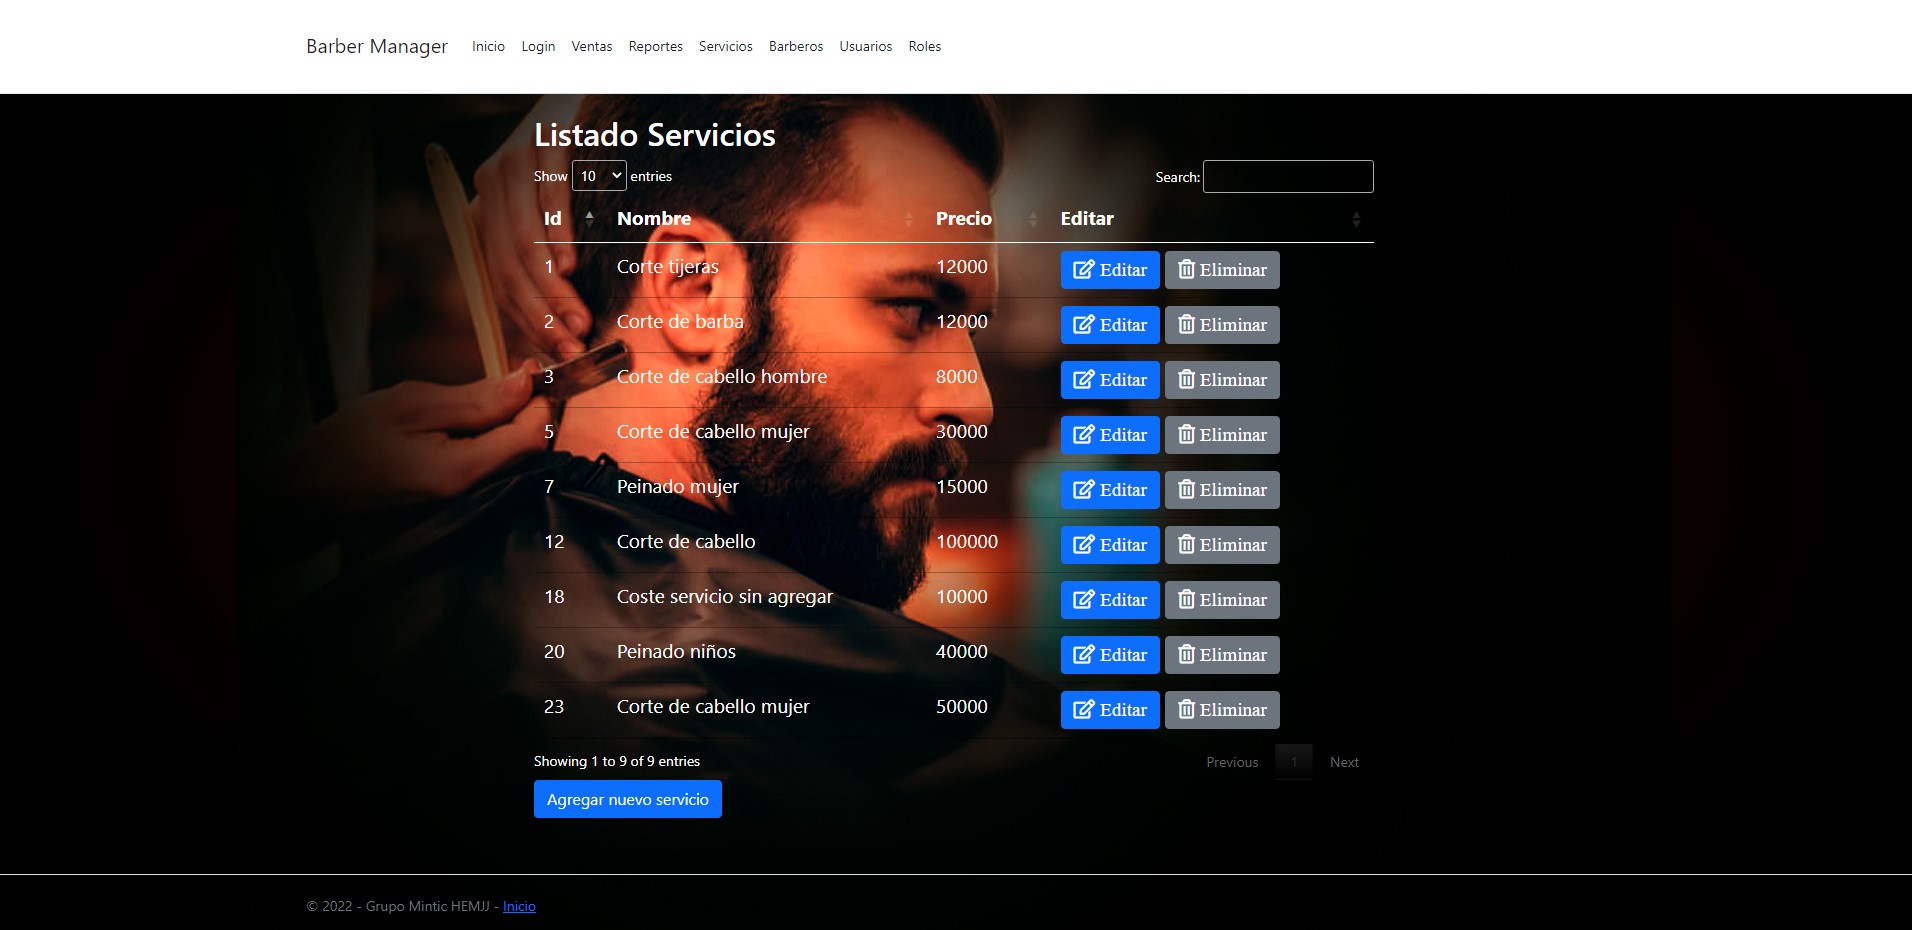 Barber Manager Inicio Login Ventas Reportes Servicios Barberos Usuarios Roles
Listado Servicios
Show 10 entries Search:
Id Nombre Precio Editar
1 Corte tijeras 12000 Editar Eliminar
2 Corte de barba 12000 Editar Eliminar
3 Corte de cabello hombre 8000 Editar Eliminar
5 Corte de cabello mujer 30000 Editar Eliminar
7 Peinado mujer 15000 Editar Eliminar
12 Corte de cabello 100000 Editar Eliminar
18 Coste servicio sin agregar 10000 Editar Eliminar
20 Peinado niños 40000 Editar Eliminar
23 Corte de cabello mujer 50000 Editar Eliminar
Showing 1 to 9 of 9 entries Previous 1 Next
Agregar nuevo servicio
© 2022 - Grupo Mintic HEMJJ - Inicio